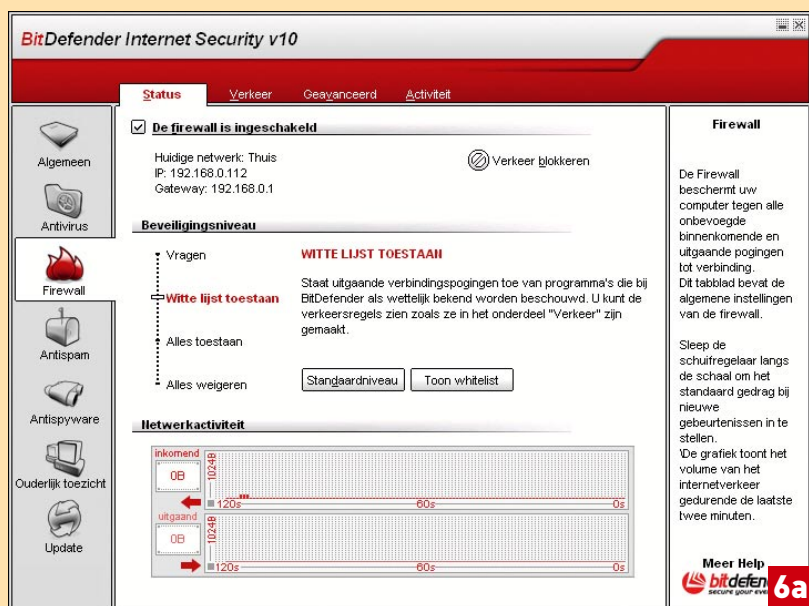 BitDefender Internet Security v10
Status Verkeer Geavanceerd Activiteit
Algemeen
Antivirus
Firewall
Antispam
Antispyware
Ouderlijk toezicht
Update
De firewall is ingeschakeld
Huidige netwerk: Thuis
IP: 192.168.0.112
Gateway: 192.168.0.1
Verkeer blokkeren
Beveiligingsniveau
Vragen
Witte lijst toestaan
Alles toestaan
Alles weigeren
WITTE LIJST TOESTAAN
Staat uitgaande verbindingspogingen toe van programma's die bij
BitDefender als wettelijk bekend worden beschouwd. U kunt de
verkeersregels zien zoals ze in het onderdeel "Verkeer" zijn
gemaakt.
Standaardniveau Toon whitelist
Netwerkactiviteit
inkomend
0B
1024B
120s 60s 0s
uitgaand
0B
1024B
120s 60s 0s
Firewall
De Firewall
beschermt uw
computer tegen alle
onbevoegde
binnenkomende en
uitgaande pogingen
tot verbinding.
Dit tabblad bevat de
algemene instellingen
van de firewall.
Sleep de
schuifregelaar langs
de schaal om het
standaard gedrag bij
nieuwe
gebeurtenissen in te
stellen.
\De grafiek toont het
volume van het
internetverkeer
gedurende de laatste
twee minuten.
Meer Help
bitdefen
secure your eve
6a